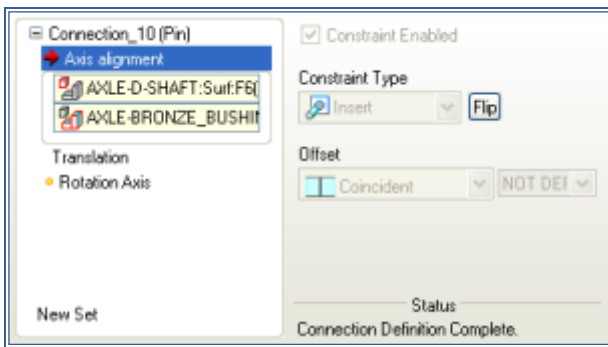 Connection_10 (Pin)
Axis alignment
AXLE-D-SHAFT:Surf:F6(
AXLE-BRONZE_BUSHIN
Translation
Rotation Axis
New Set
Constraint Enabled
Constraint Type
Insert
Flip
Offset
Coincident
NOT DEF
Status
Connection Definition Complete.